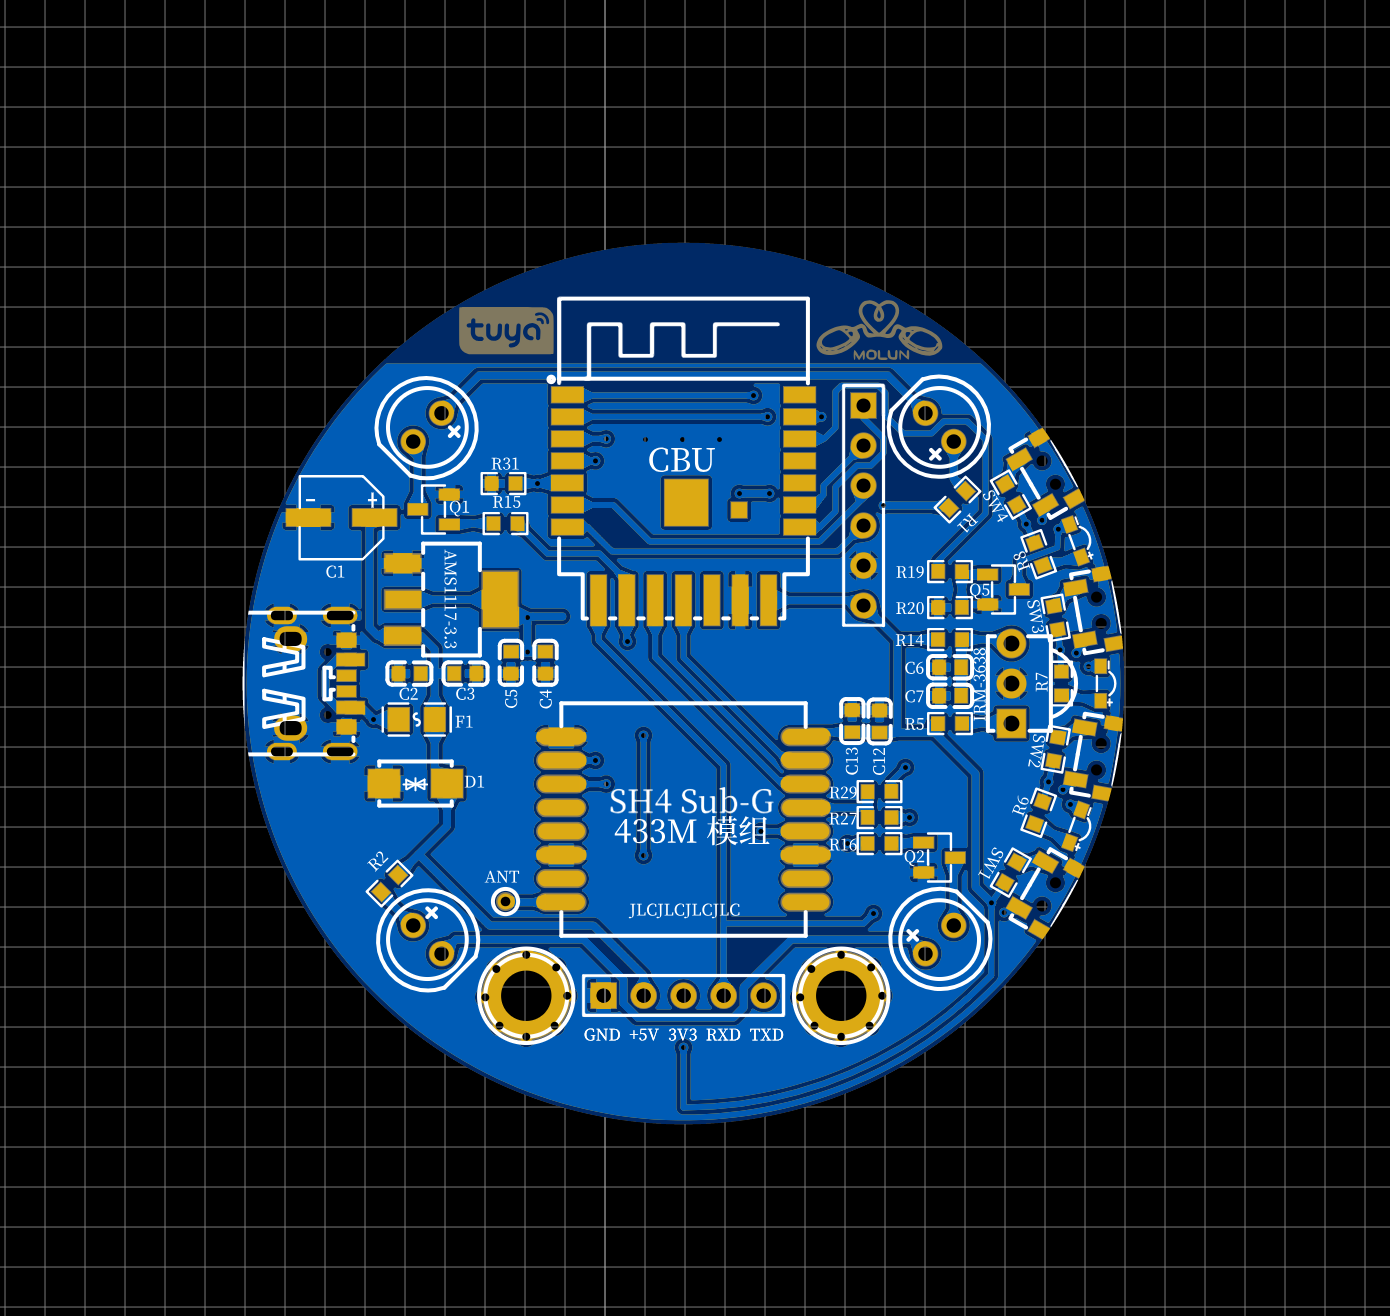 tuya
MOLUN
CBU
R31
R15
Q1
C1
AMS1117-3.3
R1
SW4
R8
R19
Q5
R20
SW3
R14
C6
C7
R5
IRM-3638
R7
C2
C3
C5
C4
F1
D1
C13
C12
SW2
R29
R27
R16
Q2
R6
SW1
SH4 Sub-G
433M 模组
R2
ANT
JLCJLCJLCJLC
GND +5V 3V3 RXD TXD